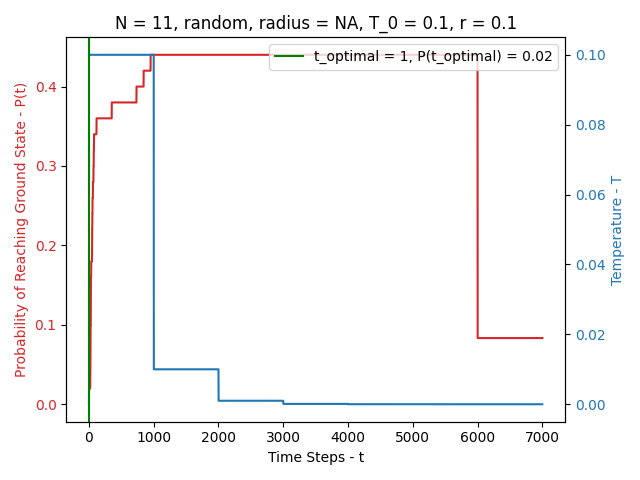 N = 11, random, radius = NA, T_0 = 0.1, r = 0.1
t_optimal = 1, P(t_optimal) = 0.02
Probability of Reaching Ground State - P(t)
0.4
0.3
0.2
0.1
0.0
0.10
0.08
0.06
0.04
0.02
0.00
Temperature - T
0 1000 2000 3000 4000 5000 6000 7000
Time Steps - t